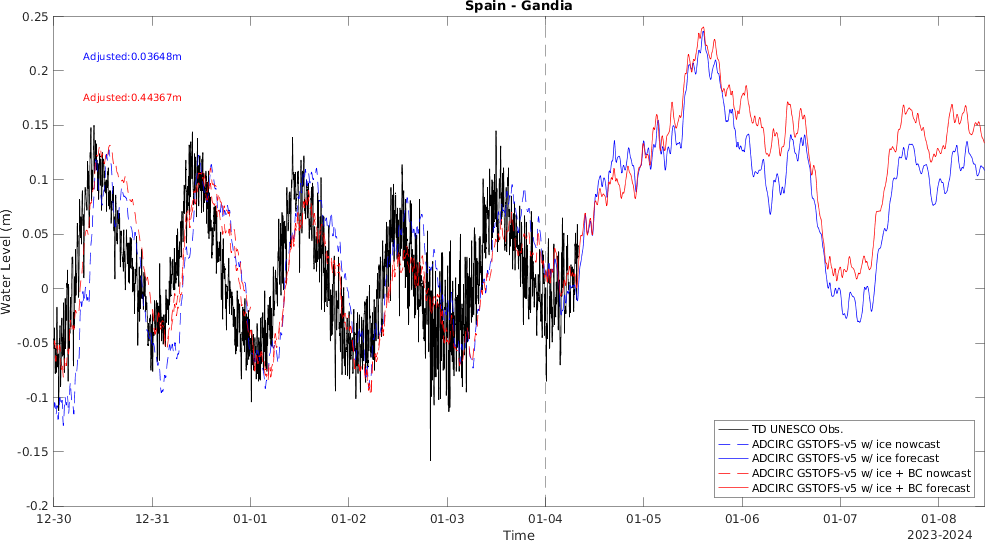 Spain - Gandia
0.25
0.2
0.15
0.1
0.05
0
-0.05
-0.1
-0.15
-0.2
Water Level (m)
Adjusted:0.03648m
Adjusted:0.44367m
TD UNESCO Obs.
ADCIRC GSTOFS-v5 w/ ice nowcast
ADCIRC GSTOFS-v5 w/ ice forecast
ADCIRC GSTOFS-v5 w/ ice + BC nowcast
ADCIRC GSTOFS-v5 w/ ice + BC forecast
12-30 12-31 01-01 01-02 01-03 01-04 01-05 01-06 01-07 01-08
Time
2023-2024